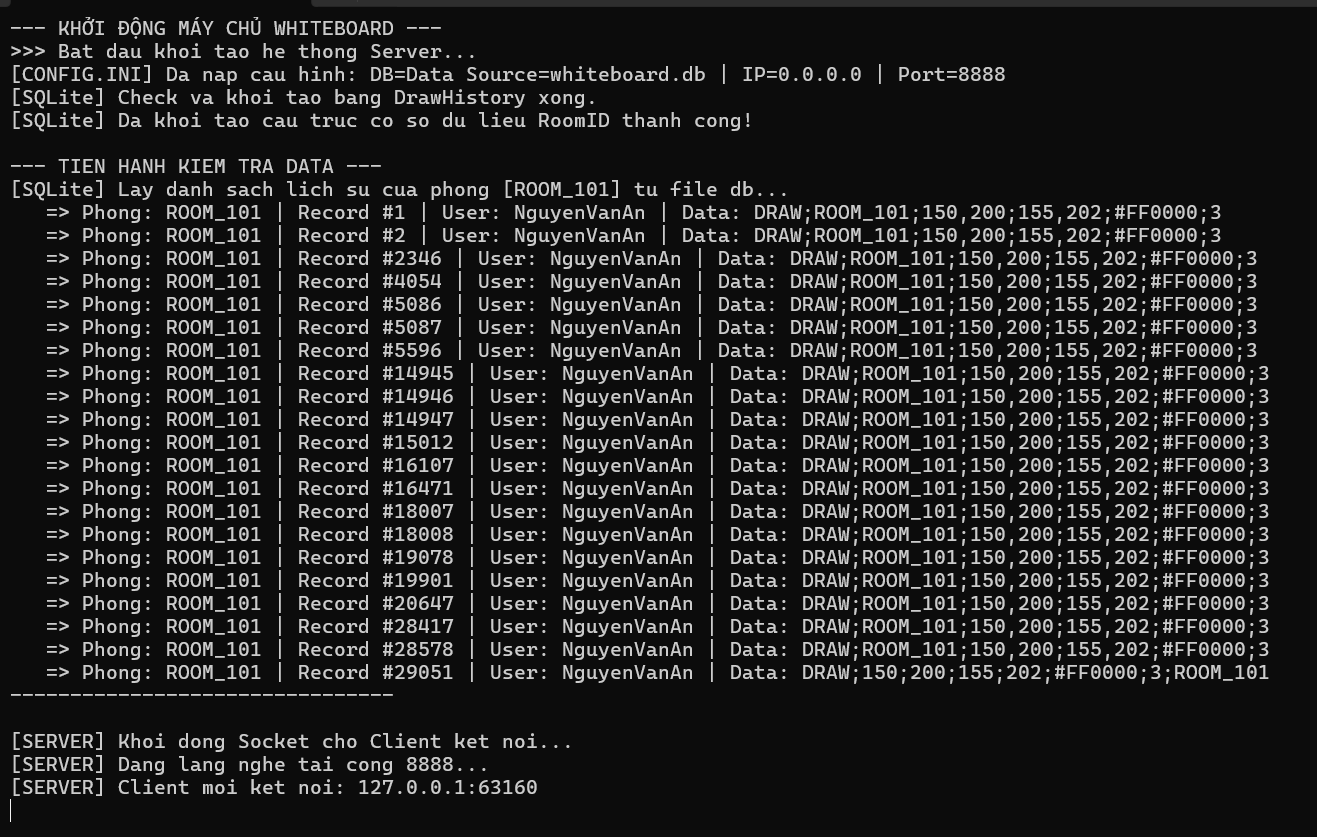 --- KHỞI ĐỘNG MÁY CHỦ WHITEBOARD ---
>>> Bat dau khoi tao he thong Server...
[CONFIG.INI] Da nap cau hinh: DB=Data Source=whiteboard.db | IP=0.0.0.0 | Port=8888
[SQLite] Check va khoi tao bang DrawHistory xong.
[SQLite] Da khoi tao cau truc co so du lieu RoomID thanh cong!
--- TIEN HANH KIEM TRA DATA ---
[SQLite] Lay danh sach lich su cua phong [ROOM_101] tu file db...
=> Phong: ROOM_101 | Record #1 | User: NguyenVanAn | Data: DRAW;ROOM_101;150,200;155,202;#FF0000;3
=> Phong: ROOM_101 | Record #2 | User: NguyenVanAn | Data: DRAW;ROOM_101;150,200;155,202;#FF0000;3
=> Phong: ROOM_101 | Record #2346 | User: NguyenVanAn | Data: DRAW;ROOM_101;150,200;155,202;#FF0000;3
=> Phong: ROOM_101 | Record #4054 | User: NguyenVanAn | Data: DRAW;ROOM_101;150,200;155,202;#FF0000;3
=> Phong: ROOM_101 | Record #5086 | User: NguyenVanAn | Data: DRAW;ROOM_101;150,200;155,202;#FF0000;3
=> Phong: ROOM_101 | Record #5087 | User: NguyenVanAn | Data: DRAW;ROOM_101;150,200;155,202;#FF0000;3
=> Phong: ROOM_101 | Record #5596 | User: NguyenVanAn | Data: DRAW;ROOM_101;150,200;155,202;#FF0000;3
=> Phong: ROOM_101 | Record #14945 | User: NguyenVanAn | Data: DRAW;ROOM_101;150,200;155,202;#FF0000;3
=> Phong: ROOM_101 | Record #14946 | User: NguyenVanAn | Data: DRAW;ROOM_101;150,200;155,202;#FF0000;3
=> Phong: ROOM_101 | Record #14947 | User: NguyenVanAn | Data: DRAW;ROOM_101;150,200;155,202;#FF0000;3
=> Phong: ROOM_101 | Record #15012 | User: NguyenVanAn | Data: DRAW;ROOM_101;150,200;155,202;#FF0000;3
=> Phong: ROOM_101 | Record #16107 | User: NguyenVanAn | Data: DRAW;ROOM_101;150,200;155,202;#FF0000;3
=> Phong: ROOM_101 | Record #16471 | User: NguyenVanAn | Data: DRAW;ROOM_101;150,200;155,202;#FF0000;3
=> Phong: ROOM_101 | Record #18007 | User: NguyenVanAn | Data: DRAW;ROOM_101;150,200;155,202;#FF0000;3
=> Phong: ROOM_101 | Record #18008 | User: NguyenVanAn | Data: DRAW;ROOM_101;150,200;155,202;#FF0000;3
=> Phong: ROOM_101 | Record #19078 | User: NguyenVanAn | Data: DRAW;ROOM_101;150,200;155,202;#FF0000;3
=> Phong: ROOM_101 | Record #19901 | User: NguyenVanAn | Data: DRAW;ROOM_101;150,200;155,202;#FF0000;3
=> Phong: ROOM_101 | Record #20647 | User: NguyenVanAn | Data: DRAW;ROOM_101;150,200;155,202;#FF0000;3
=> Phong: ROOM_101 | Record #28417 | User: NguyenVanAn | Data: DRAW;ROOM_101;150,200;155,202;#FF0000;3
=> Phong: ROOM_101 | Record #28578 | User: NguyenVanAn | Data: DRAW;ROOM_101;150,200;155,202;#FF0000;3
=> Phong: ROOM_101 | Record #29051 | User: NguyenVanAn | Data: DRAW;150;200;155;202;#FF0000;3;ROOM_101
--------------------------------
[SERVER] Khoi dong Socket cho Client ket noi...
[SERVER] Dang lang nghe tai cong 8888...
[SERVER] Client moi ket noi: 127.0.0.1:63160